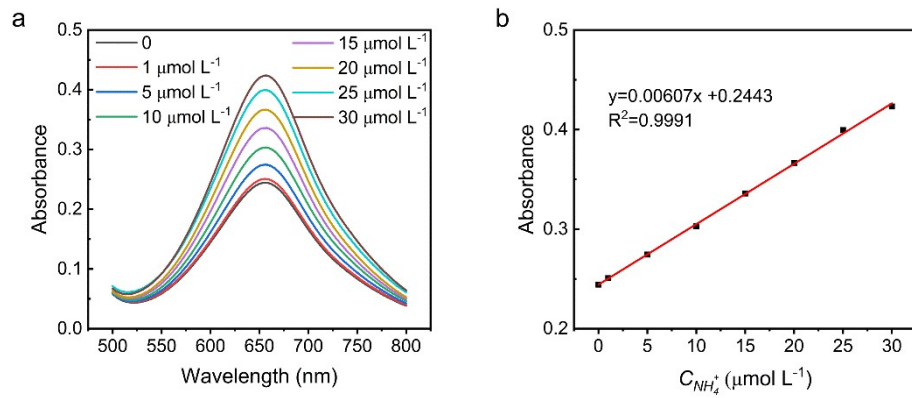 a
0.5
0.4
0.3
0.2
0.1
0.0
Absorbance
0
1 μmol L⁻¹
5 μmol L⁻¹
10 μmol L⁻¹
15 μmol L⁻¹
20 μmol L⁻¹
25 μmol L⁻¹
30 μmol L⁻¹
500 550 600 650 700 750 800
Wavelength (nm)
b
0.5
0.4
0.3
0.2
Absorbance
y=0.00607x +0.2443
R²=0.9991
0 5 10 15 20 25 30
C_NH₄⁺ (μmol L⁻¹)